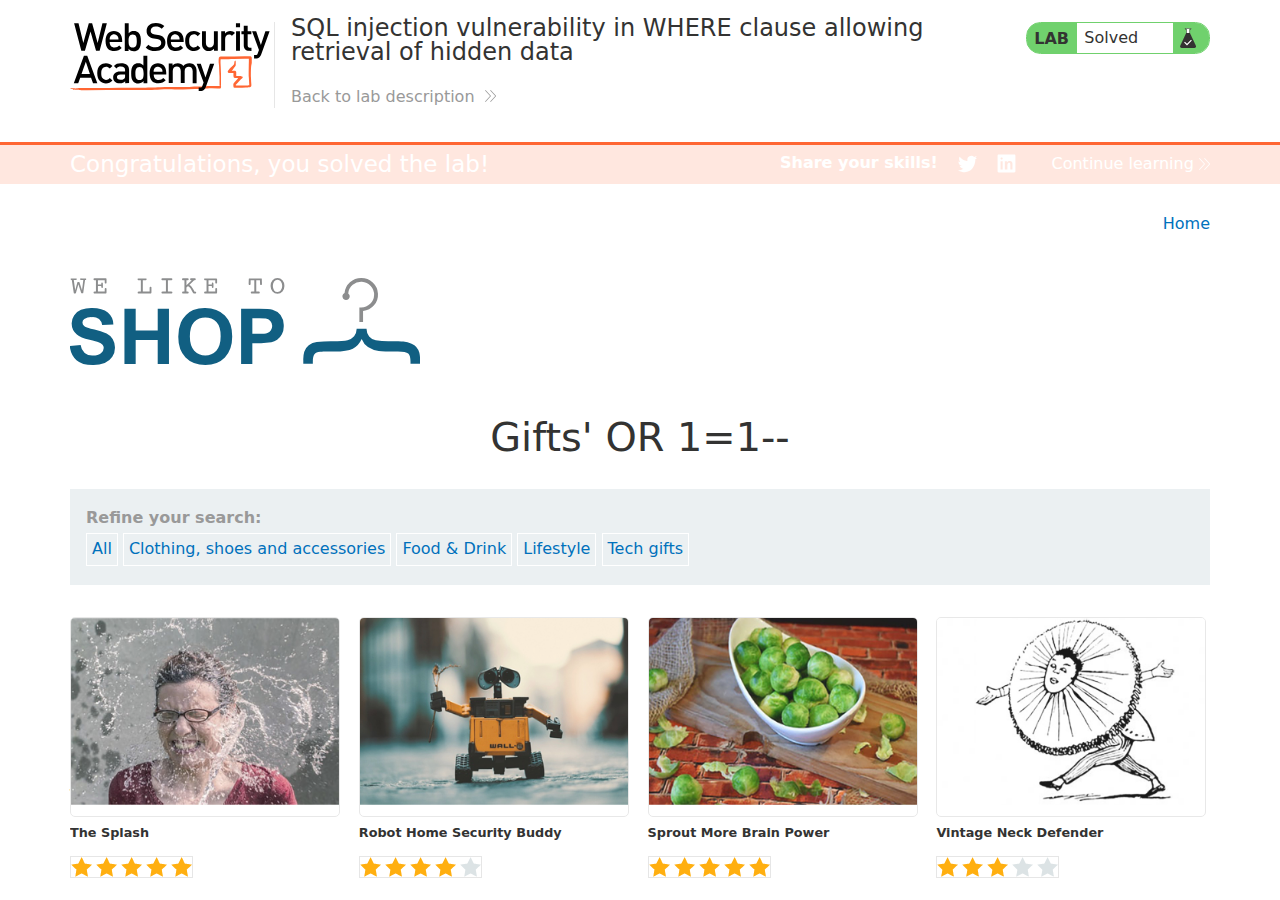 Web Security
Academy
SQL injection vulnerability in WHERE clause allowing
retrieval of hidden data
Back to lab description
LAB Solved
Congratulations, you solved the lab!
Share your skills!
Continue learning
Home
WE LIKE TO
SHOP
Gifts' OR 1=1--
Refine your search:
All Clothing, shoes and accessories Food & Drink Lifestyle Tech gifts
WALL-E
The Splash
Robot Home Security Buddy
Sprout More Brain Power
Vintage Neck Defender